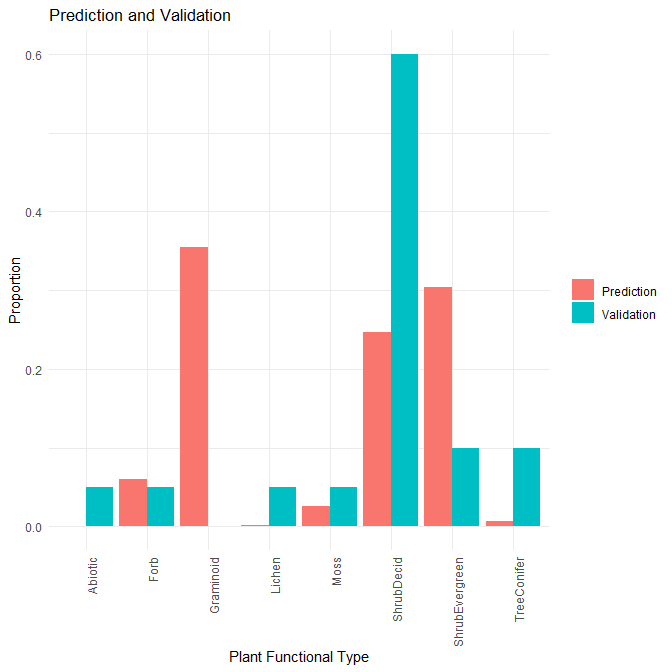 Prediction and Validation
0.6
0.4
0.2
0.0
Proportion
Abiotic
Forb
Graminoid
Lichen
Moss
ShrubDecid
ShrubEvergreen
TreeConifer
Plant Functional Type
Prediction
Validation